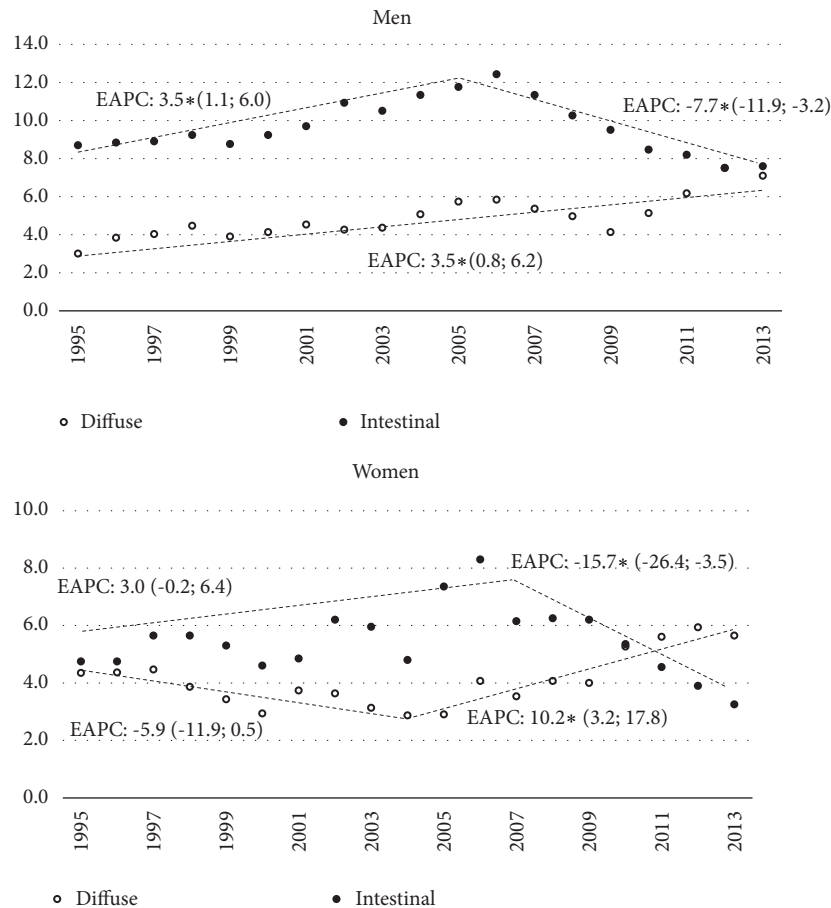 Men
14.0
12.0
10.0
8.0
6.0
4.0
2.0
0.0
EAPC: 3.5*(1.1; 6.0)
EAPC: -7.7*(-11.9; -3.2)
EAPC: 3.5*(0.8; 6.2)
1995
1997
1999
2001
2003
2005
2007
2009
2011
2013
Diffuse
Intestinal
Women
10.0
8.0
6.0
4.0
2.0
0.0
EAPC: -15.7* (-26.4; -3.5)
EAPC: 3.0 (-0.2; 6.4)
EAPC: -5.9 (-11.9; 0.5)
EAPC: 10.2* (3.2; 17.8)
1995
1997
1999
2001
2003
2005
2007
2009
2011
2013
Diffuse
Intestinal